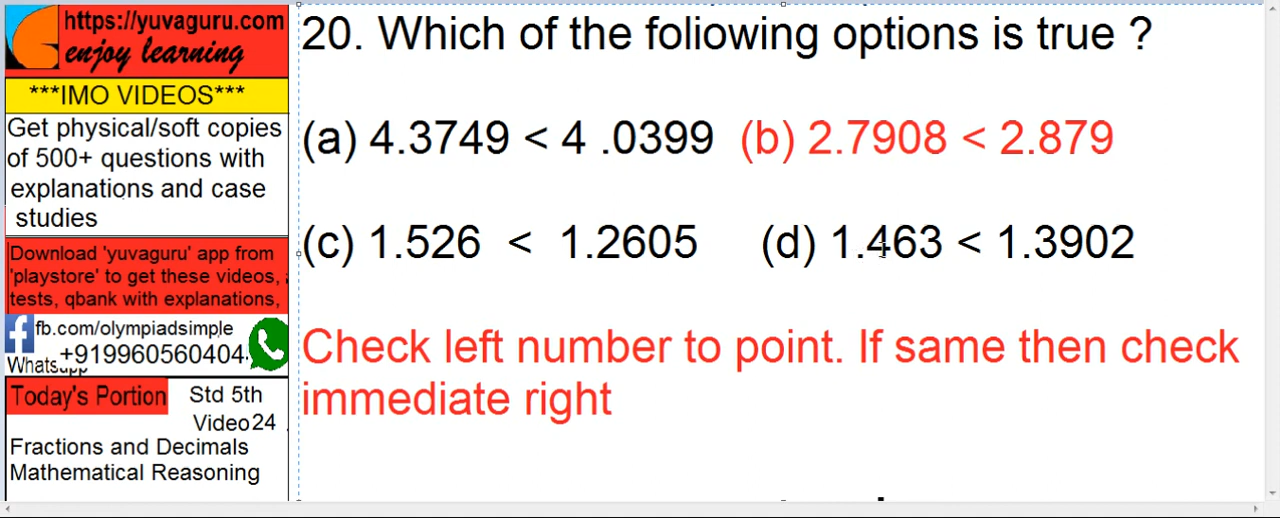 https://yuvaguru.com
enjoy learning
***IMO VIDEOS***
Get physical/soft copies
of 500+ questions with
explanations and case
studies
Download 'yuvaguru' app from
'playstore' to get these videos,
tests, qbank with explanations,
fb.com/olympiadsimple
+919960560404
Whatsupp
Today's Portion Std 5th
Video24
Fractions and Decimals
Mathematical Reasoning
20. Which of the foliowing options is true ?
(a) 4.3749 < 4 .0399 (b) 2.7908 < 2.879
(c) 1.526 < 1.2605 (d) 1.463 < 1.3902
Check left number to point. If same then check
immediate right